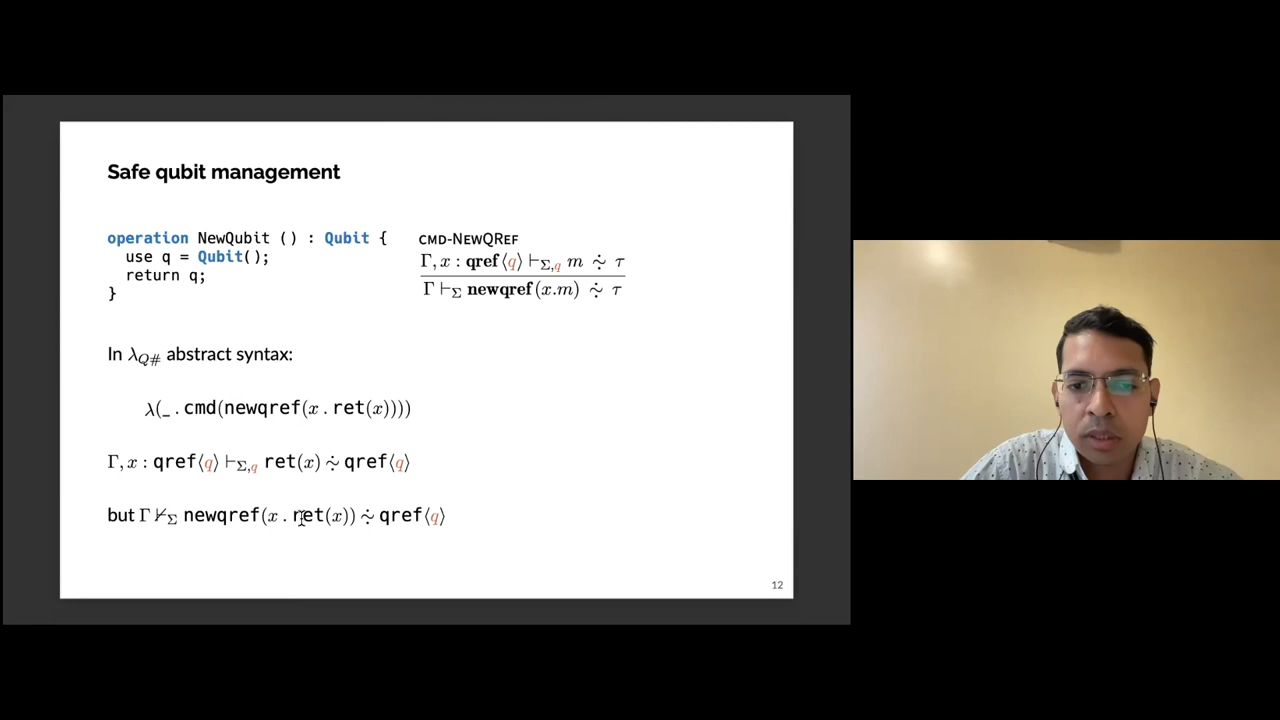 Safe qubit management
operation NewQubit () : Qubit {
use q = Qubit();
return q;
}
CMD-NEWQREF
Γ, x : qref⟨q⟩ ⊢Σ,q m ∻ τ
Γ ⊢Σ newqref(x.m) ∻ τ
In λQ# abstract syntax:
λ(_ . cmd(newqref(x . ret(x))))
Γ, x : qref⟨q⟩ ⊢Σ,q ret(x) ∻ qref⟨q⟩
but Γ ⊬Σ newqref(x . ret(x)) ∻ qref⟨q⟩
12